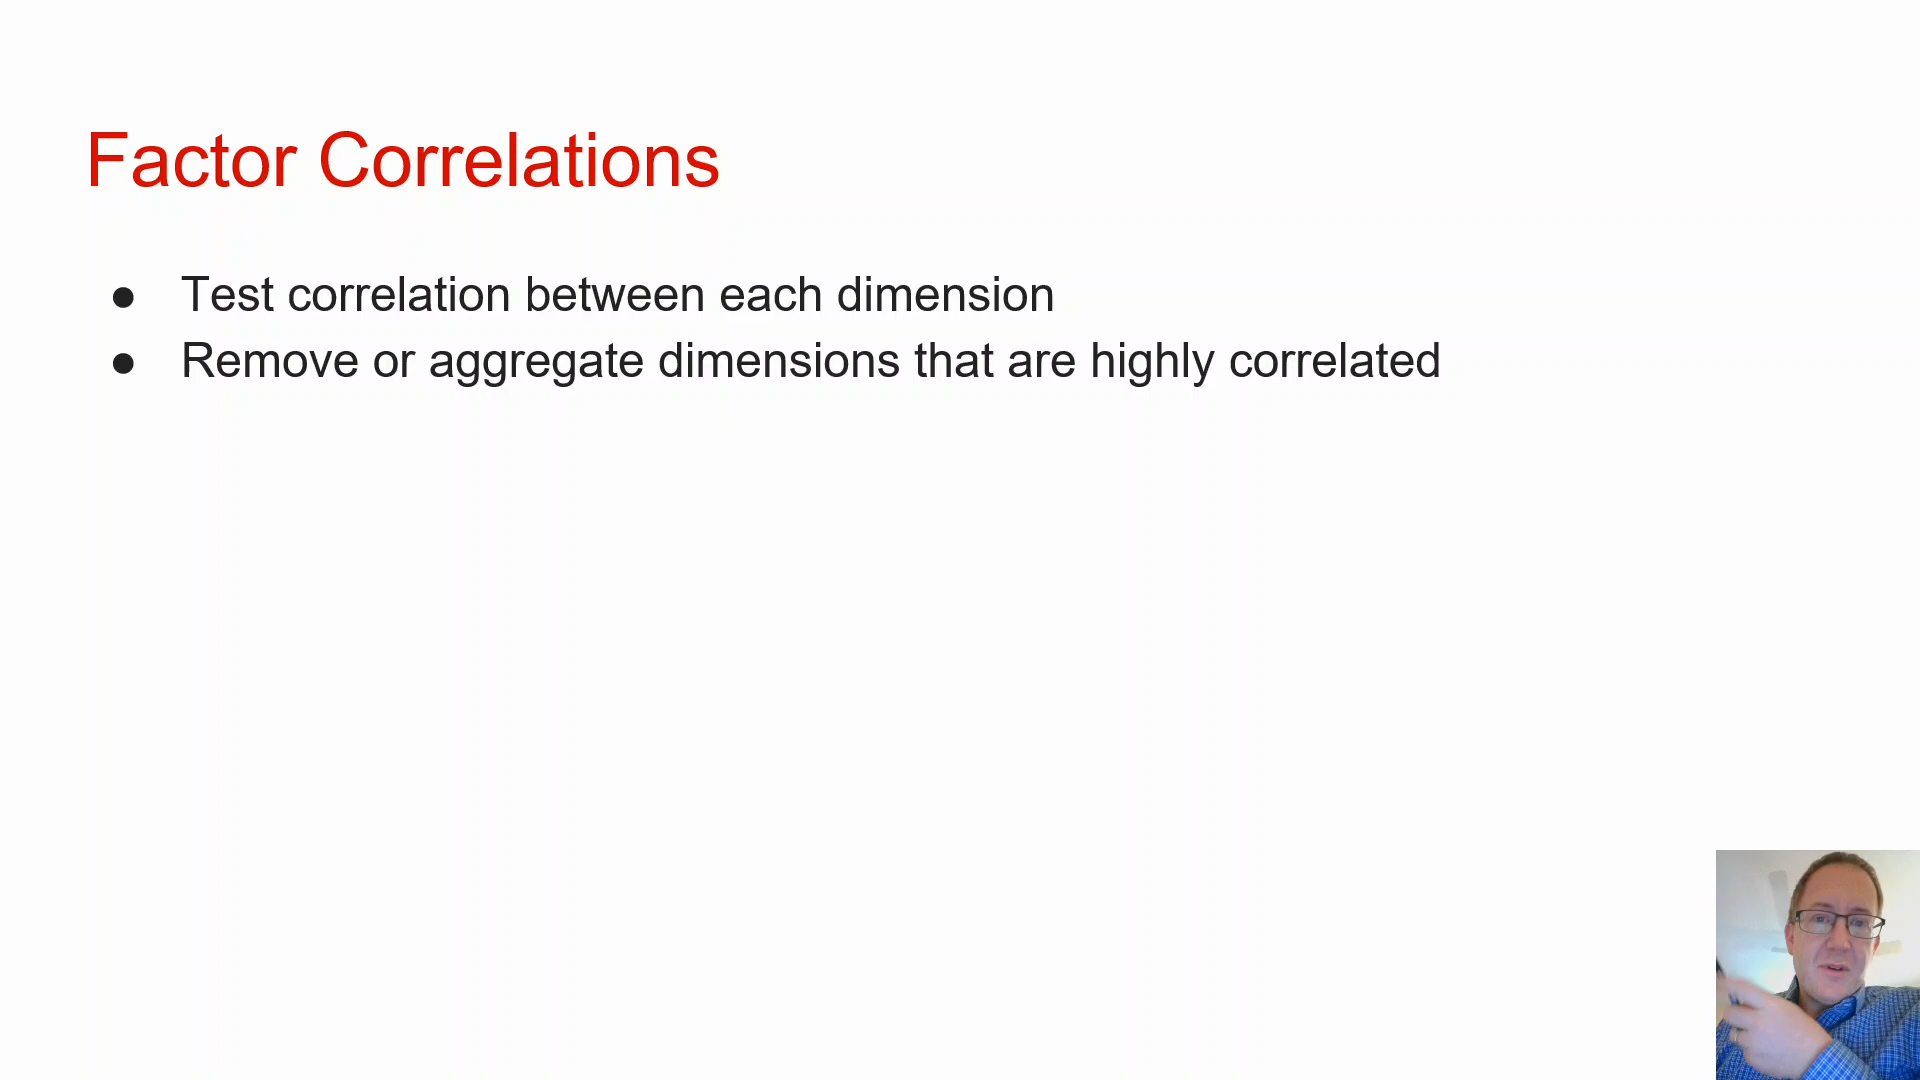 Factor Correlations
● Test correlation between each dimension
● Remove or aggregate dimensions that are highly correlated